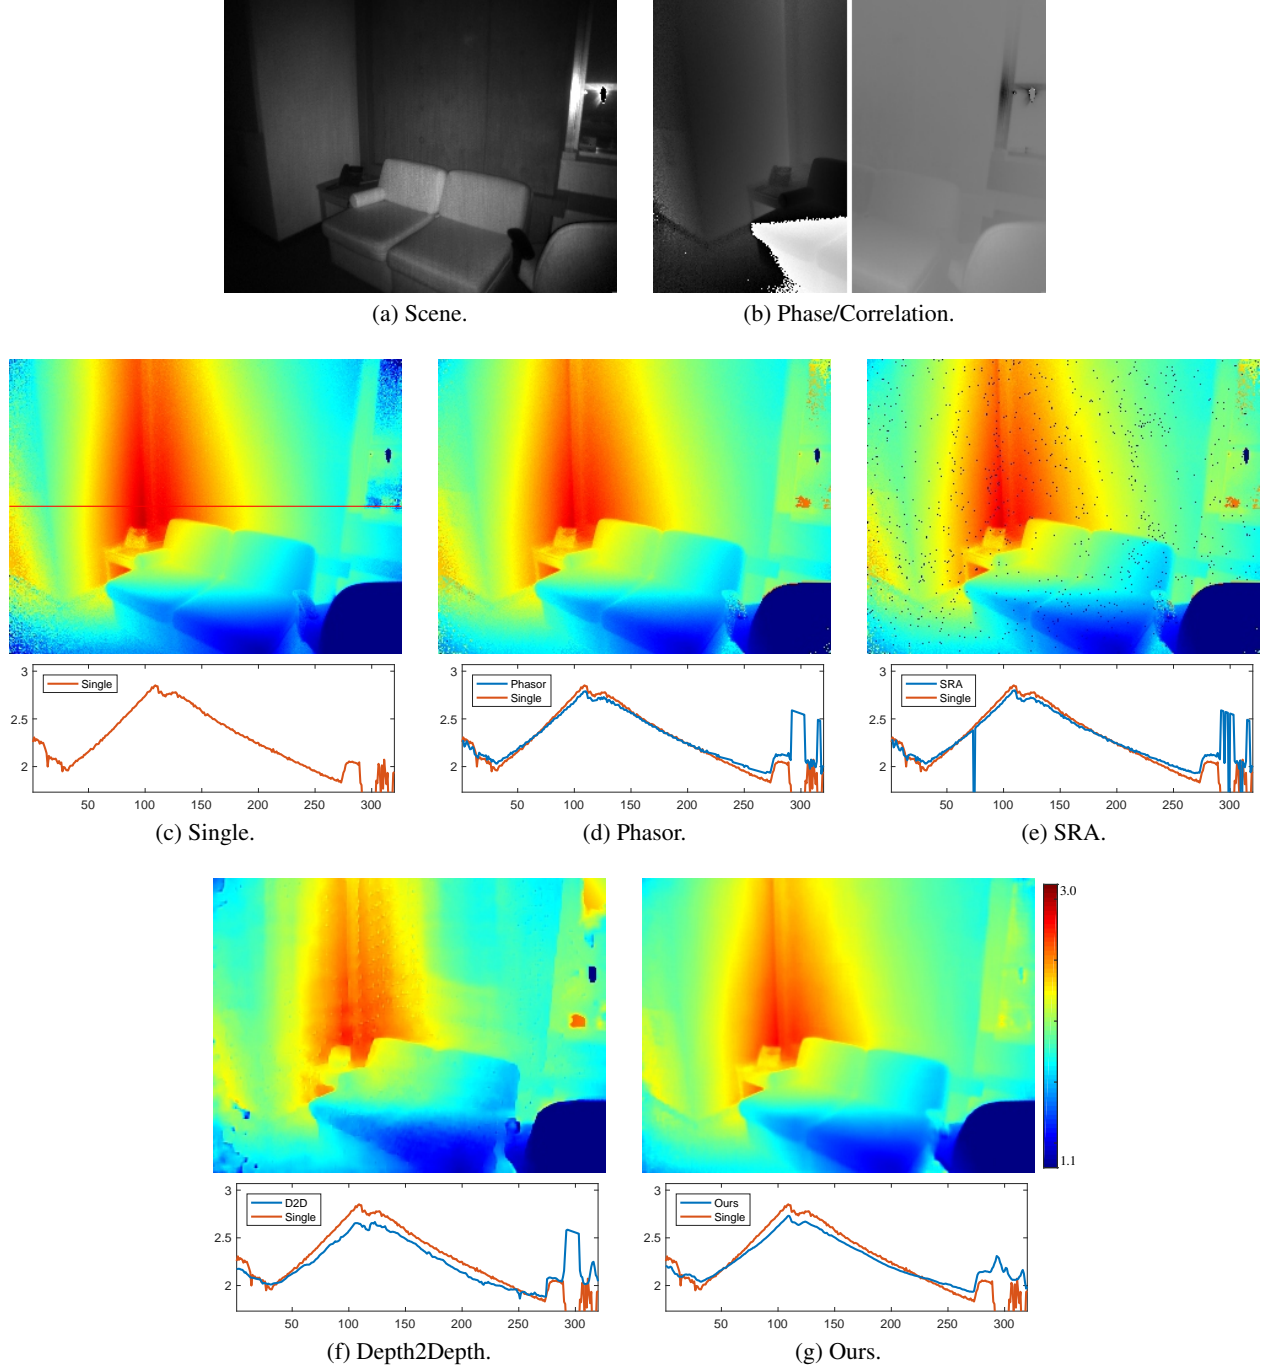 (a) Scene.
(b) Phase/Correlation.
3
2.5
2
Single
50 100 150 200 250 300
(c) Single.
3
2.5
2
Phasor
Single
50 100 150 200 250 300
(d) Phasor.
3
2.5
2
SRA
Single
50 100 150 200 250 300
(e) SRA.
3.0
1.1
3
2.5
2
D2D
Single
50 100 150 200 250 300
(f) Depth2Depth.
3
2.5
2
Ours
Single
50 100 150 200 250 300
(g) Ours.